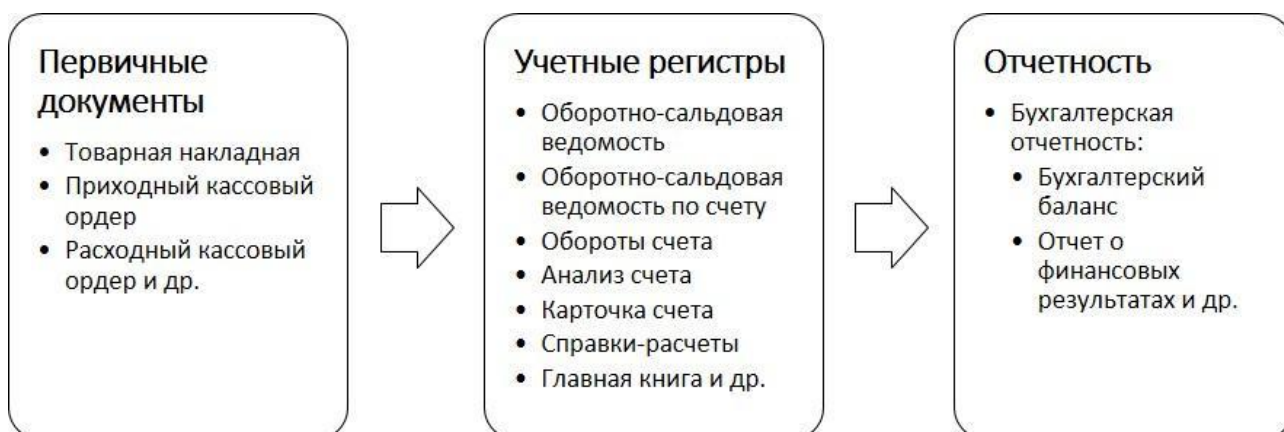 Первичные
документы
• Товарная накладная
• Приходный кассовый
ордер
• Расходный кассовый
ордер и др.
Учетные регистры
• Оборотно-сальдовая
ведомость
• Оборотно-сальдовая
ведомость по счету
• Обороты счета
• Анализ счета
• Карточка счета
• Справки-расчеты
• Главная книга и др.
Отчетность
• Бухгалтерская
отчетность:
• Бухгалтерский
баланс
• Отчет о
финансовых
результатах и др.